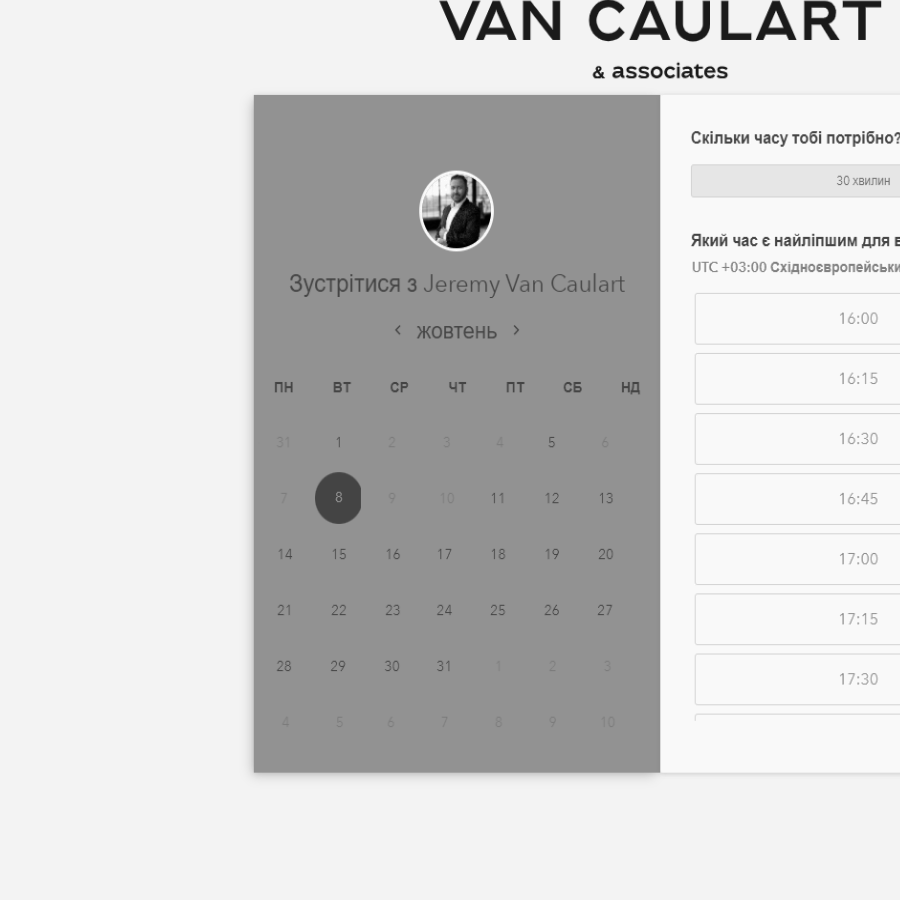 VAN CAULART
& associates
Зустрітися з Jeremy Van Caulart
‹ жовтень ›
ПН ВТ СР ЧТ ПТ СБ НД
31 1 2 3 4 5 6
7 8 9 10 11 12 13
14 15 16 17 18 19 20
21 22 23 24 25 26 27
28 29 30 31 1 2 3
4 5 6 7 8 9 10
Скільки часу тобі потрібно?
30 хвилин
Який час є найліпшим для
UTC +03:00
16:00
16:15
16:30
16:45
17:00
17:15
17:30